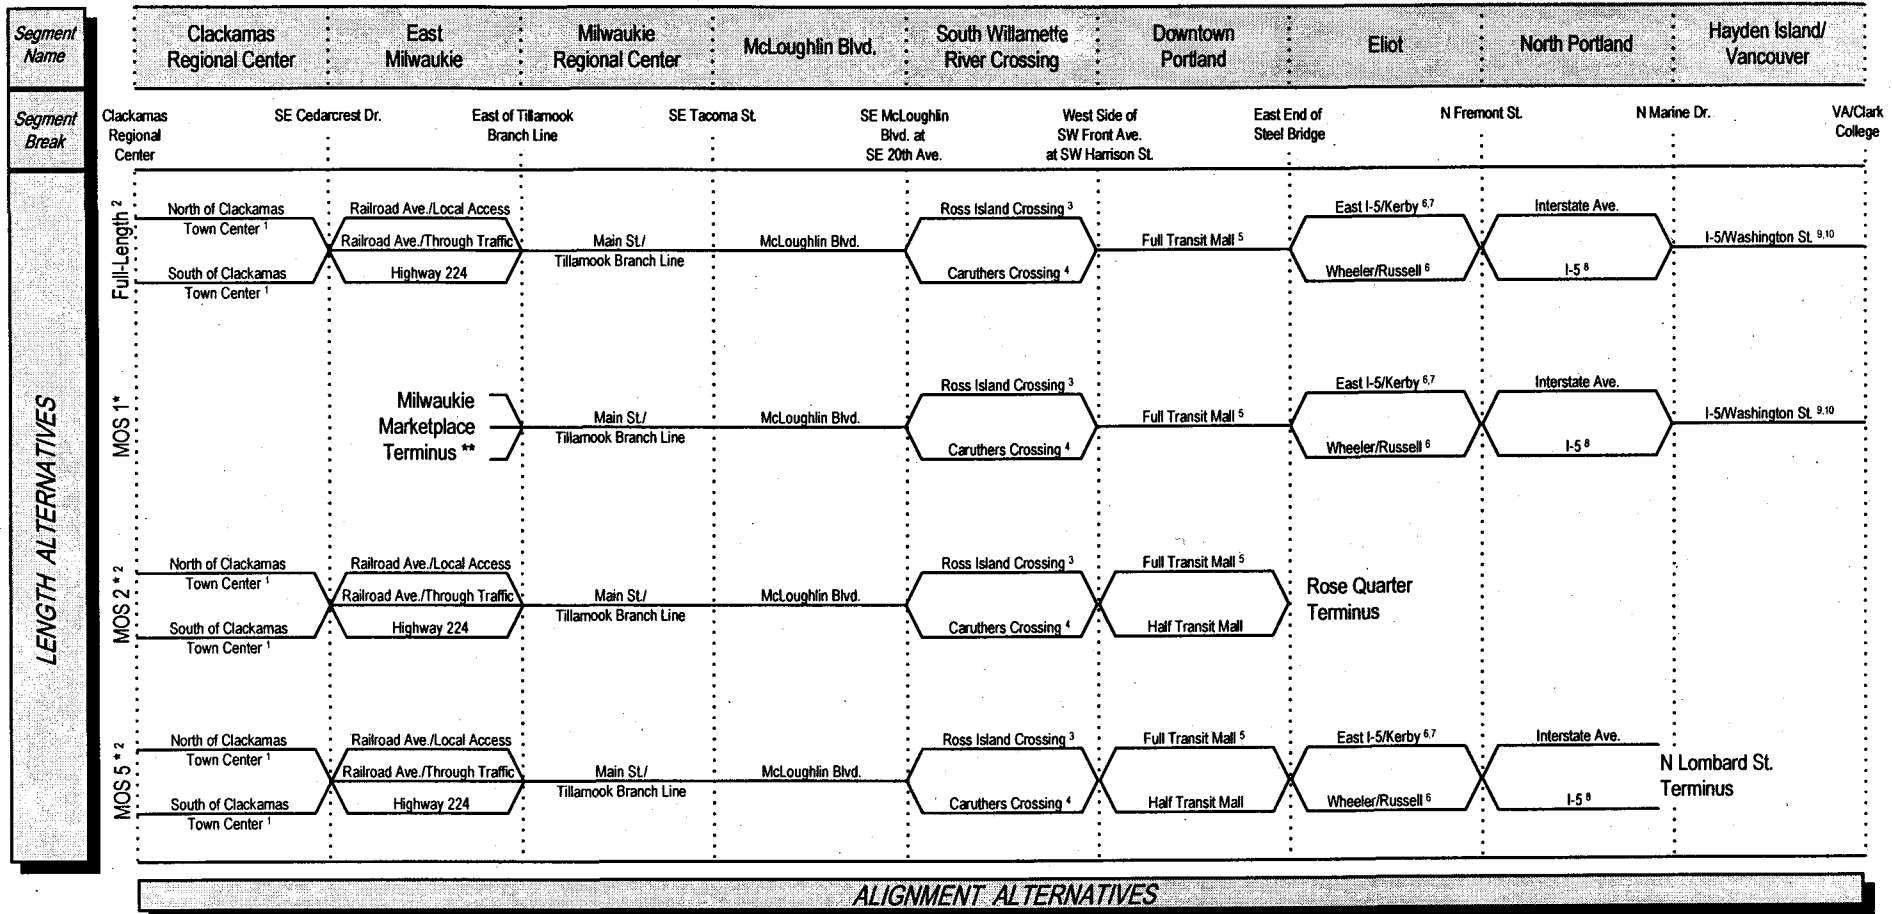 Segment
Name
Clackamas
Regional Center
East
Milwaukie
Milwaukie
Regional Center
McLoughlin Blvd.
South Willamette
River Crossing
Downtown
Portland
Eliot
North Portland
Hayden Island/
Vancouver
Segment
Break
Clackamas
Regional
Center
SE Cedarcrest Dr.
East of Tillamook
Branch Line
SE Tacoma St.
SE McLoughlin
Blvd. at
SE 20th Ave.
West Side of
SW Front Ave.
at SW Harrison St.
East End of
Steel Bridge
N Fremont St.
N Marine Dr.
VA/Clark
College
LENGTH ALTERNATIVES
Full-Length 2
North of Clackamas
Town Center 1
South of Clackamas
Town Center 1
Railroad Ave./Local Access
Railroad Ave./Through Traffic
Highway 224
Main St./
Tillamook Branch Line
McLoughlin Blvd.
Ross Island Crossing 3
Caruthers Crossing 4
Full Transit Mall 5
East I-5/Kerby 6,7
Wheeler/Russell 6
Interstate Ave.
I-5 8
I-5/Washington St. 9,10
MOS 1*
Milwaukie
Marketplace
Terminus **
Main St./
Tillamook Branch Line
McLoughlin Blvd.
Ross Island Crossing 3
Caruthers Crossing 4
Full Transit Mall 5
East I-5/Kerby 6,7
Wheeler/Russell 6
Interstate Ave.
I-5 8
I-5/Washington St. 9,10
MOS 2 * 2
North of Clackamas
Town Center 1
South of Clackamas
Town Center 1
Railroad Ave./Local Access
Railroad Ave./Through Traffic
Highway 224
Main St./
Tillamook Branch Line
McLoughlin Blvd.
Ross Island Crossing 3
Caruthers Crossing 4
Full Transit Mall 5
Half Transit Mall
Rose Quarter
Terminus
MOS 5 * 2
North of Clackamas
Town Center 1
South of Clackamas
Town Center 1
Railroad Ave./Local Access
Railroad Ave./Through Traffic
Highway 224
Main St./
Tillamook Branch Line
McLoughlin Blvd.
Ross Island Crossing 3
Caruthers Crossing 4
Full Transit Mall 5
Half Transit Mall
East I-5/Kerby 6,7
Wheeler/Russell 6
Interstate Ave.
I-5 8
N Lombard St.
Terminus
ALIGNMENT ALTERNATIVES